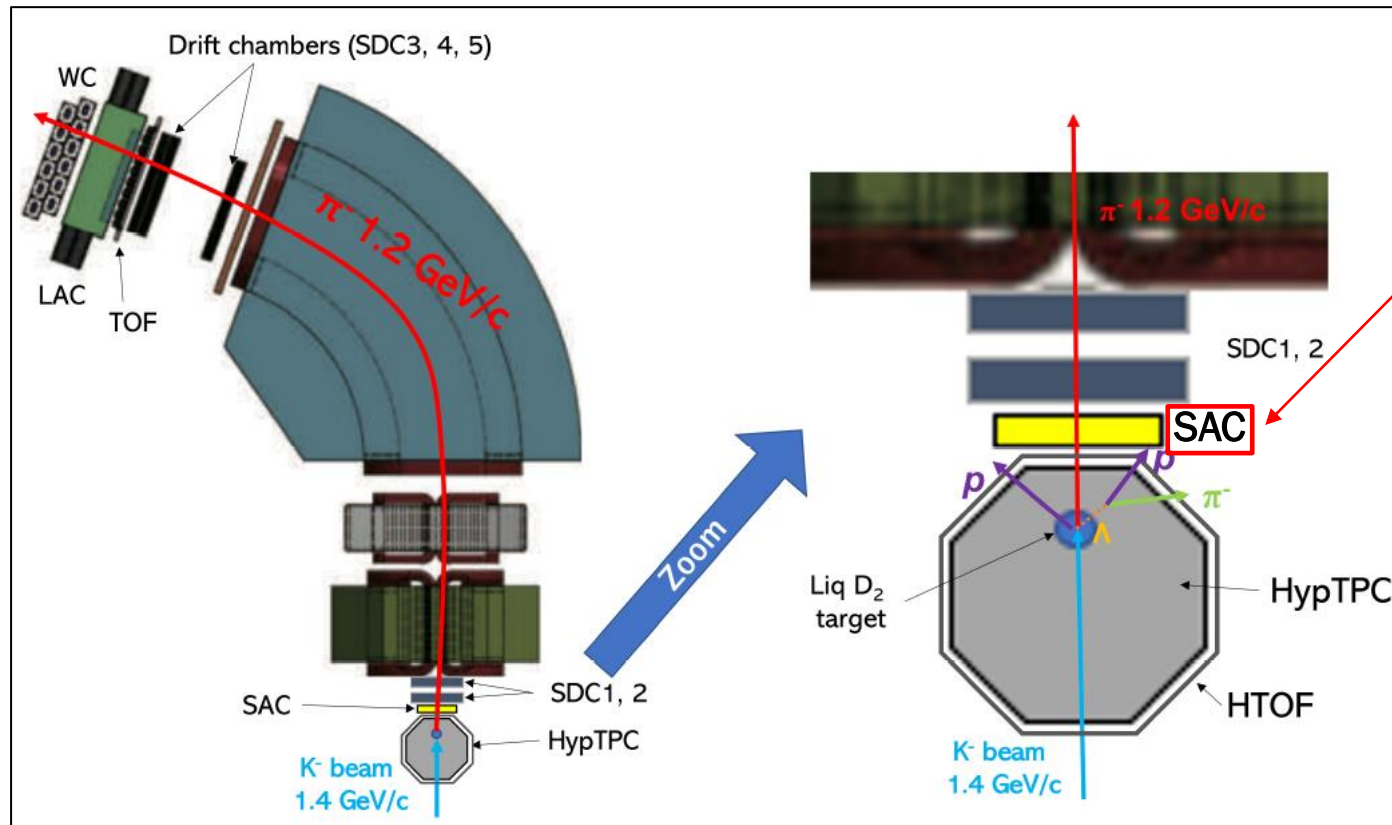 Drift chambers (SDC3, 4, 5)
WC
LAC
TOF
π⁻ 1.2 GeV/c
SDC1, 2
SAC
HypTPC
K⁻ beam
1.4 GeV/c
Zoom
π⁻ 1.2 GeV/c
SDC1, 2
SAC
p
p
π⁻
Λ
Liq D₂
target
HypTPC
HTOF
K⁻ beam
1.4 GeV/c